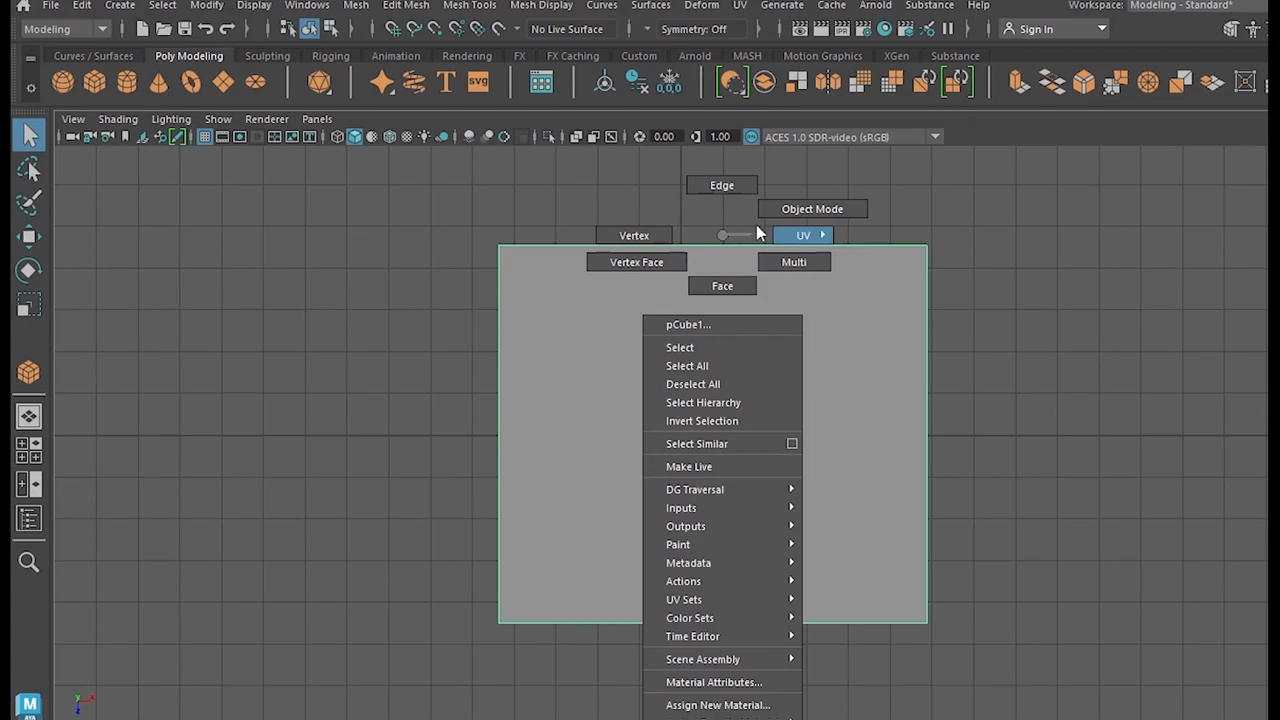 File Edit Create Select Modify Display Windows Mesh Edit Mesh Mesh Tools Mesh Display Curves Surfaces Deform UV Generate Cache Arnold Substance Help Workspace: Modeling - Standard*
Modeling No Live Surface Symmetry: Off Sign In
Curves / Surfaces Poly Modeling Sculpting Rigging Animation Rendering FX FX Caching Custom Arnold MASH Motion Graphics XGen Substance
T SVG 0,0,0
View Shading Lighting Show Renderer Panels
0.00 1.00 ACES 1.0 SDR-video (sRGB)
Edge
Object Mode
Vertex UV
Vertex Face Multi
Face
pCube1...
Select
Select All
Deselect All
Select Hierarchy
Invert Selection
Select Similar
Make Live
DG Traversal
Inputs
Outputs
Paint
Metadata
Actions
UV Sets
Color Sets
Time Editor
Scene Assembly
Material Attributes...
Assign New Material...
M
y x z